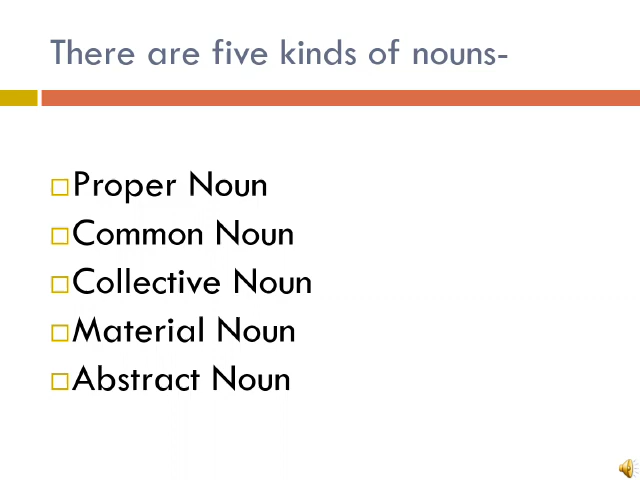 There are five kinds of nouns-
Proper Noun
Common Noun
Collective Noun
Material Noun
Abstract Noun